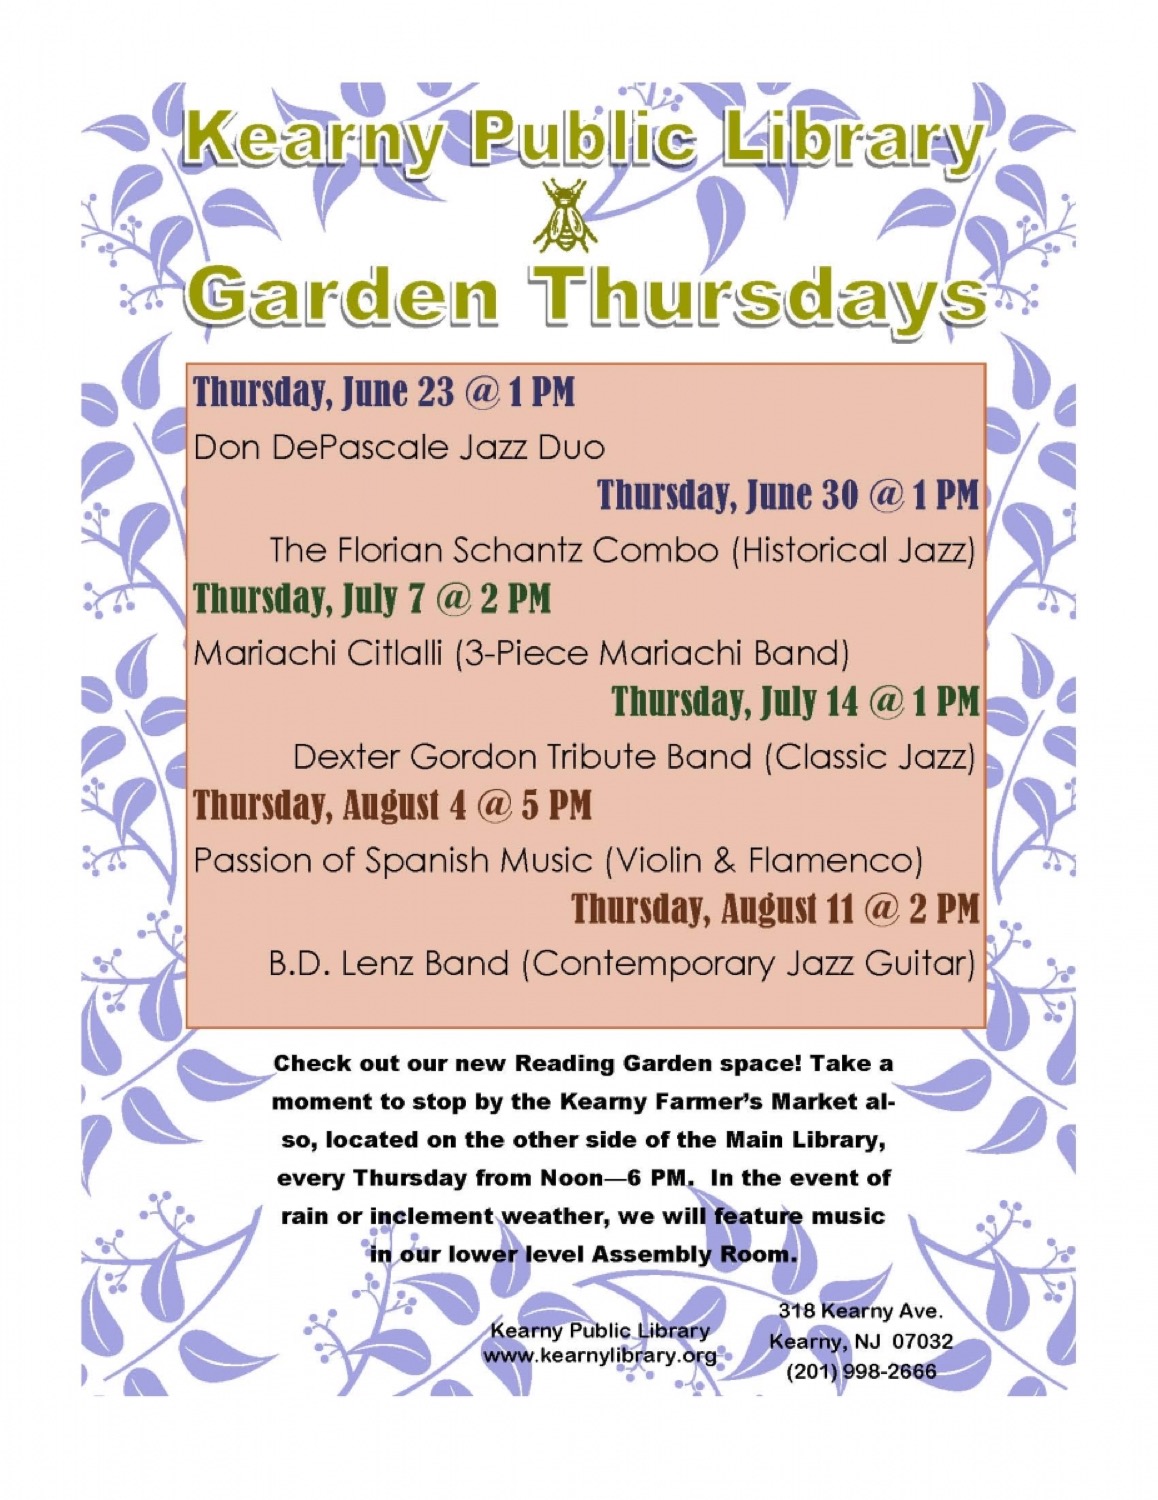 Kearny Public Library
Garden Thursdays
Thursday, June 23 @ 1 PM
Don DePascale Jazz Duo
Thursday, June 30 @ 1 PM
The Florian Schantz Combo (Historical Jazz)
Thursday, July 7 @ 2 PM
Mariachi Citlalli (3-Piece Mariachi Band)
Thursday, July 14 @ 1 PM
Dexter Gordon Tribute Band (Classic Jazz)
Thursday, August 4 @ 5 PM
Passion of Spanish Music (Violin & Flamenco)
Thursday, August 11 @ 2 PM
B.D. Lenz Band (Contemporary Jazz Guitar)
Check out our new Reading Garden space! Take a
moment to stop by the Kearny Farmer's Market al-
so, located on the other side of the Main Library,
every Thursday from Noon—6 PM.  In the event of
rain or inclement weather, we will feature music
in our lower level Assembly Room.
Kearny Public Library
www.kearnylibrary.org
318 Kearny Ave.
Kearny, NJ  07032
(201) 998-2666